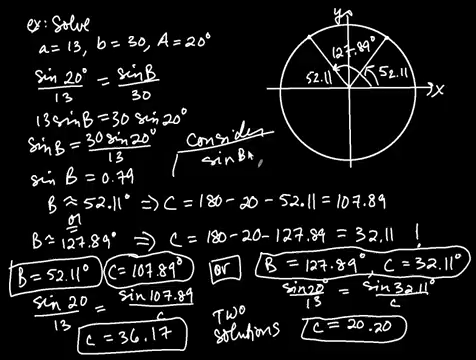 ex: Solve
a = 13, b = 30, A = 20°
sin 20° / 13 = sin B / 30
13 sin B = 30 sin 20°
sin B = 30 sin 20° / 13
sin B = 0.79
B ≈ 52.11° ⇒ C = 180 - 20 - 52.11 = 107.89
or
B ≈ 127.89° ⇒ C = 180 - 20 - 127.89 = 32.11 !
B = 52.11° C = 107.89° or B = 127.89°, C = 32.11°
sin 20 / 13 = sin 107.89 / c
sin 20° / 13 = sin 32.11° / c
c = 36.17
TWO
Solutions
c = 20.20
Consider
sin B
y
127.89°
52.11
52.11
x